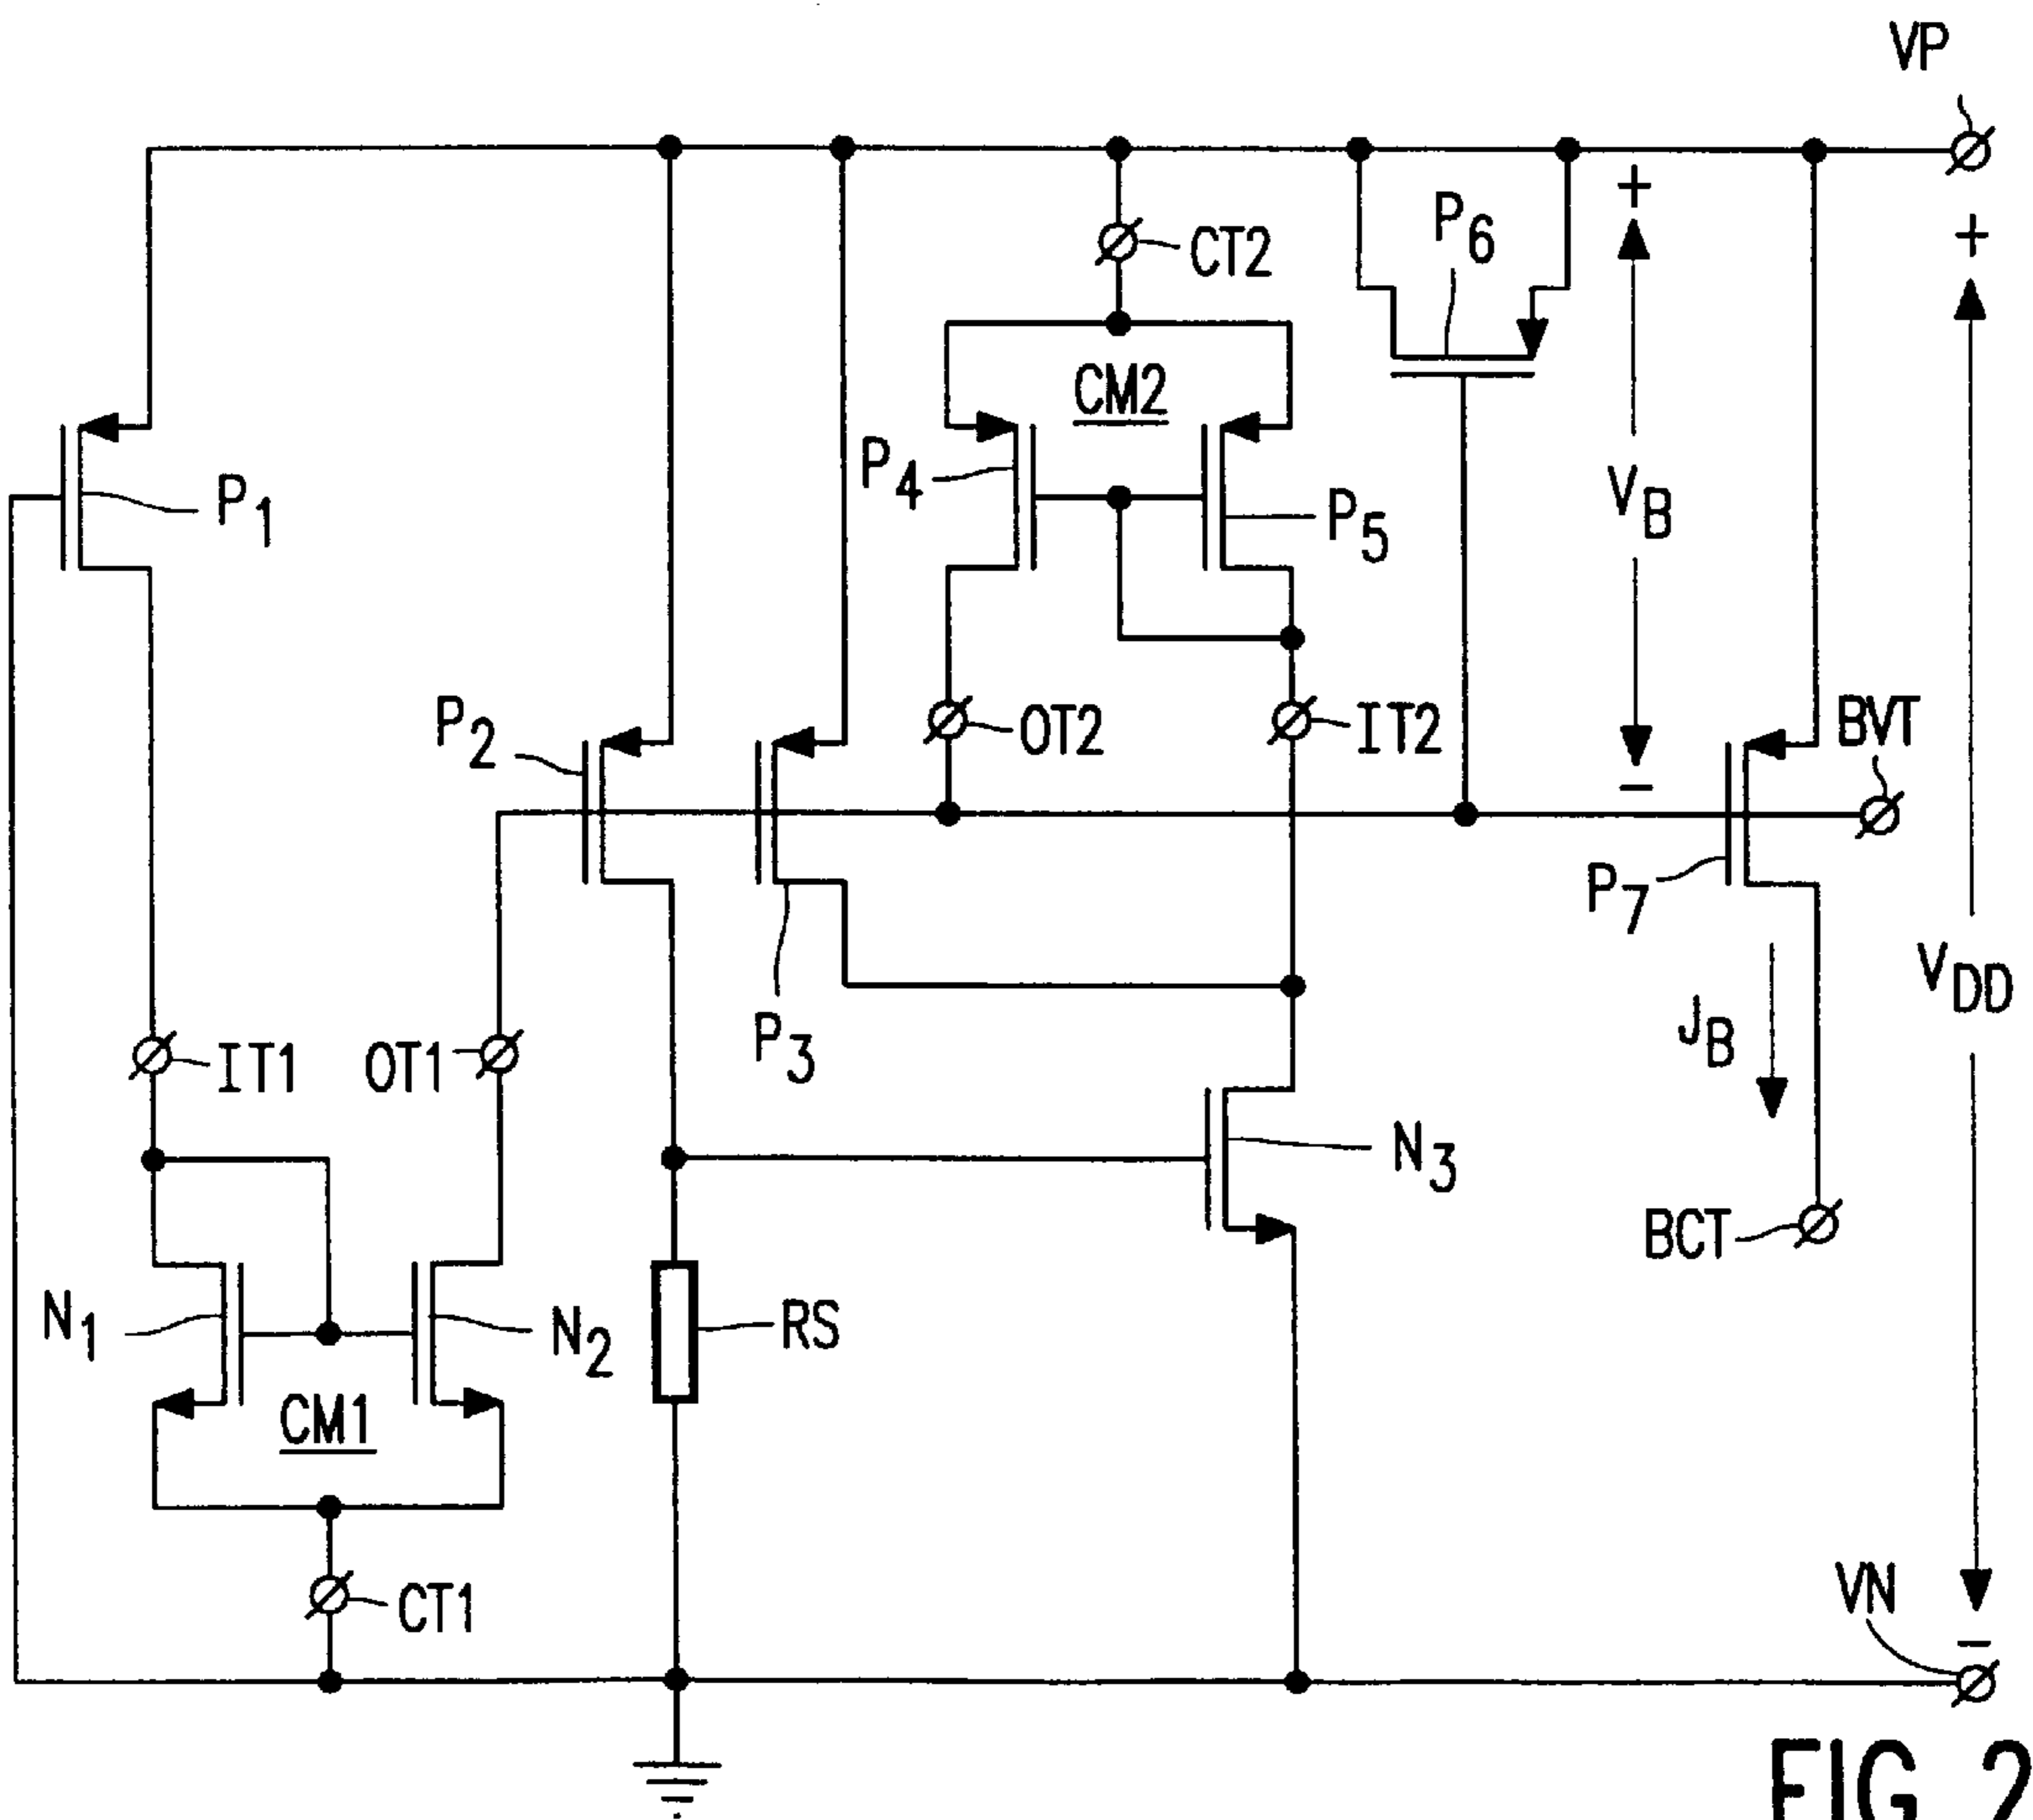 VP
+
+
P6
CT2
CM2
P4
P1
P5
VB
P2
OT2
IT2
BVT
−
P7
VDD
P3
JB
IT1
OT1
N3
BCT
N1
N2
RS
CM1
CT1
VN
−
FIG. 2